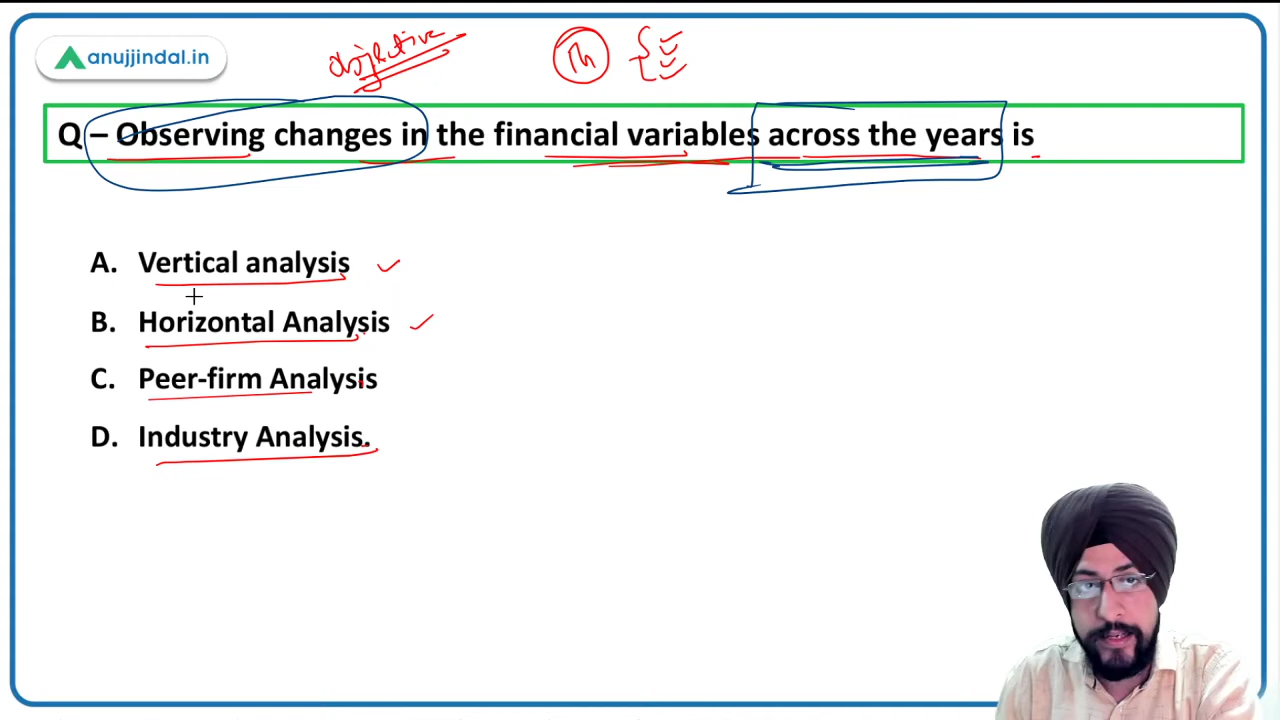 anujjindal.in
objective
Th
Q – Observing changes in the financial variables across the years is
A. Vertical analysis
B. Horizontal Analysis
C. Peer-firm Analysis
D. Industry Analysis.